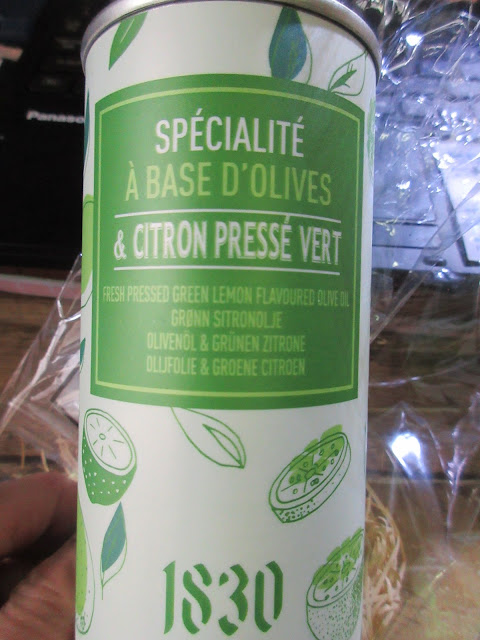 Panaso
SPÉCIALITÉ
À BASE D'OLIVES
& CITRON PRESSÉ VERT
FRESH PRESSED GREEN LEMON FLAVOURED OLIVE OIL
GRØNN SITRONOLJE
OLIVENÖL & GRÜNEN ZITRONE
OLIJFOLIE & GROENE CITROEN
1830